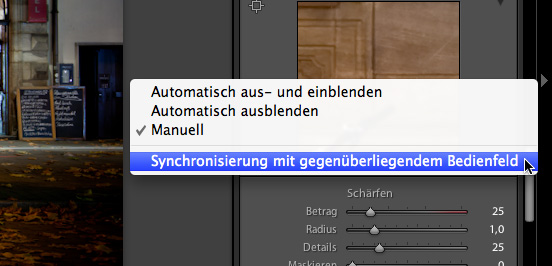 Automatisch aus- und einblenden
Automatisch ausblenden
✓ Manuell
Synchronisierung mit gegenüberliegendem Bedienfeld
Schärfen
Betrag 25
Radius 1,0
Details 25
Maskieren 0